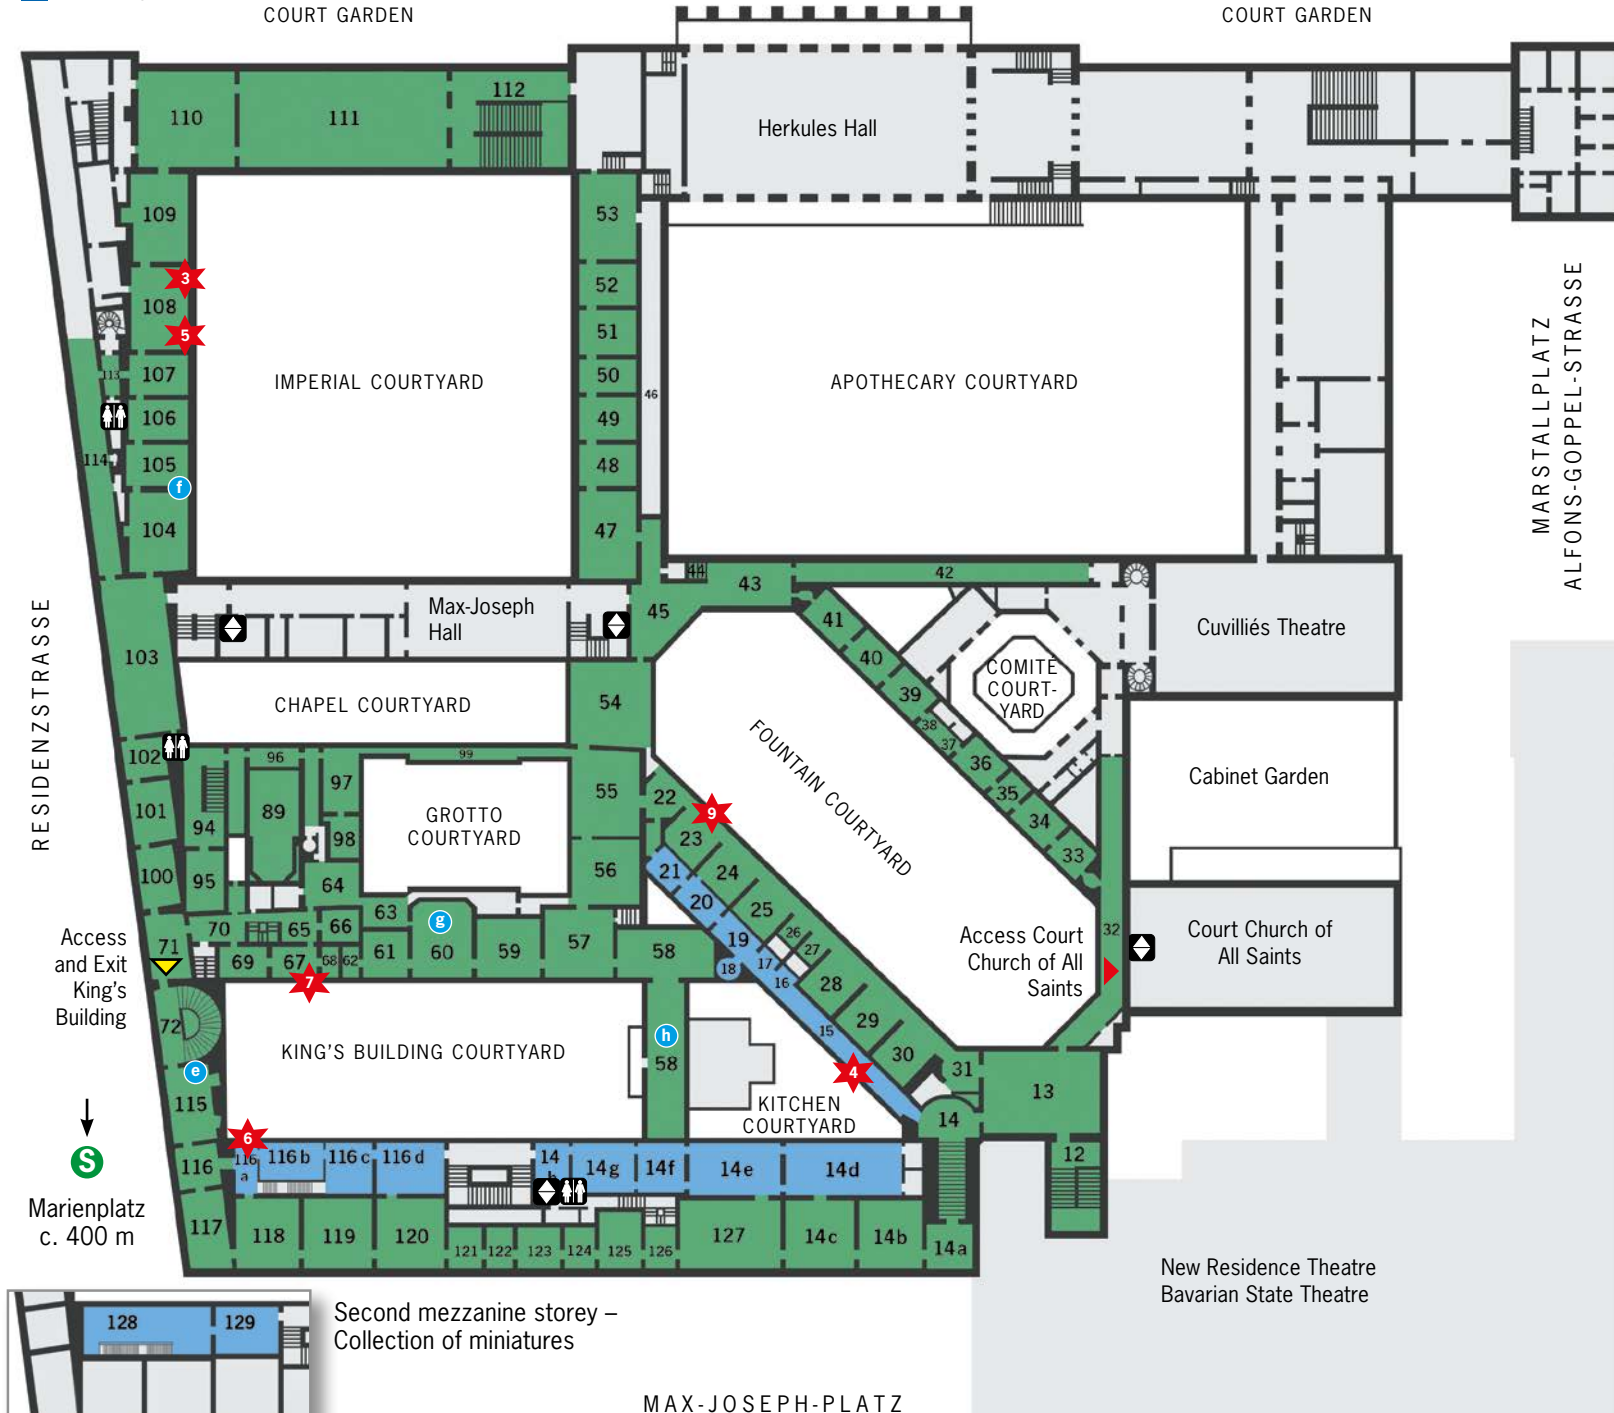 COURT GARDEN
COURT GARDEN
112
110
111
Herkules Hall
109
53
3
108
52
5
51
113
107
50
IMPERIAL COURTYARD
APOTHECARY COURTYARD
46
106
49
114
105
48
f
104
47
MARSTALLPLATZ
ALFONS-GOPPEL-STRASSE
44
43
42
Max-Joseph
Hall
45
41
Cuvilliés Theatre
RESIDENZSTRASSE
103
40
COMITÉ
COURT-
YARD
39
CHAPEL COURTYARD
54
38
37
FOUNTAIN COURTYARD
102
96
99
36
Cabinet Garden
97
55
22
35
101
89
94
98
GROTTO
COURTYARD
9
23
34
33
100
95
64
56
21
24
20
25
63
g
26
27
70
65
66
19
32
Access Court
Church of All
Saints
Court Church of
All Saints
Access
and Exit
King's
Building
71
69
67
68
62
61
60
59
57
58
18
17
16
28
7
72
15
29
KING'S BUILDING COURTYARD
h
58
30
e
4
31
13
115
KITCHEN
COURTYARD
14
6
S
116
116
a
116 b
116 c
116 d
14
h
14g
14f
14e
14d
12
Marienplatz
c. 400 m
117
118
119
120
121
122
123
124
125
126
127
14c
14b
14a
New Residence Theatre
Bavarian State Theatre
128
129
Second mezzanine storey –
Collection of miniatures
MAX-JOSEPH-PLATZ